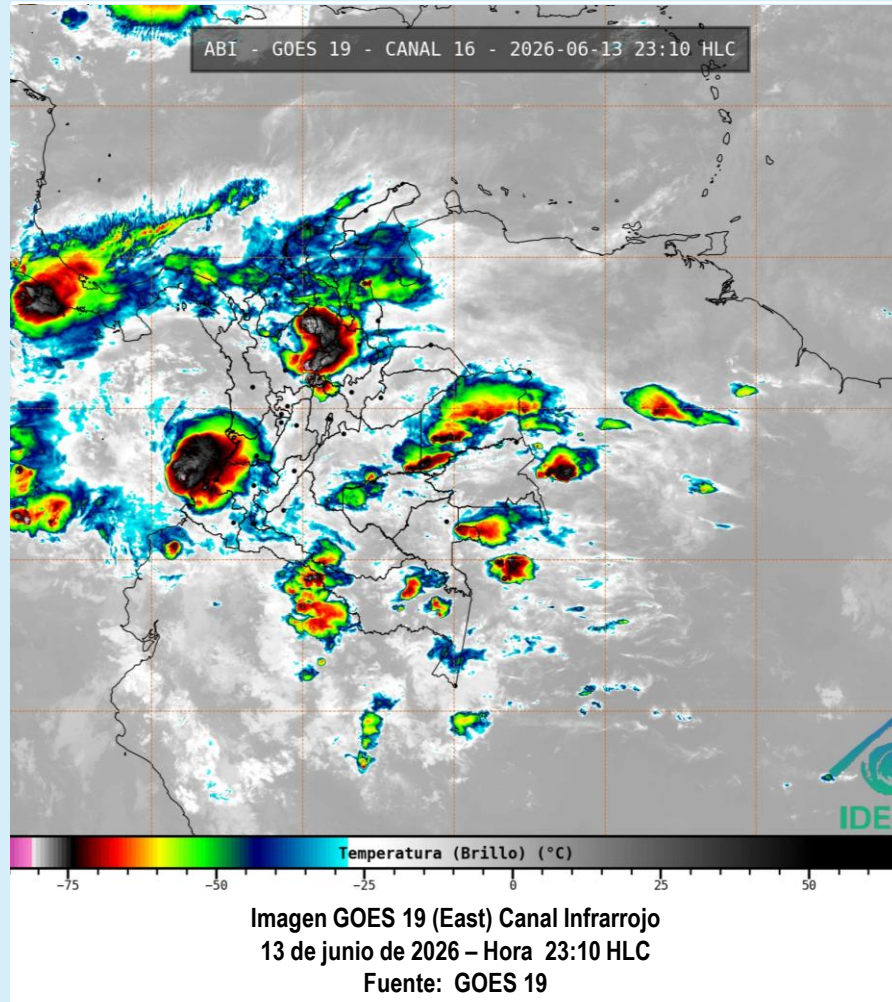 ABI - GOES 19 - CANAL 16 - 2026-06-13 23:10 HLC
IDE
Temperatura (Brillo) (°C)
−75 −50 −25 0 25 50
Imagen GOES 19 (East) Canal Infrarrojo
13 de junio de 2026 – Hora 23:10 HLC
Fuente: GOES 19